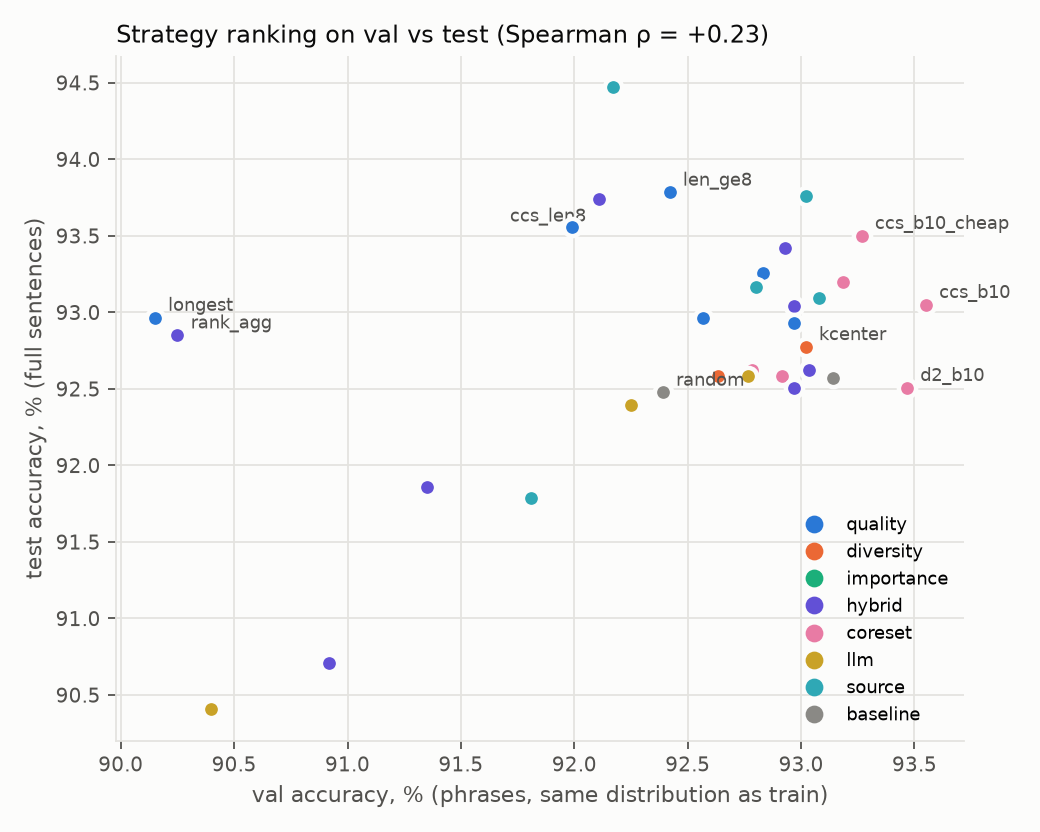 Strategy ranking on val vs test (Spearman ρ = +0.23)
94.5
94.0
93.5
93.0
92.5
92.0
91.5
91.0
90.5
test accuracy, % (full sentences)
len_ge8
ccs_len8
ccs_b10_cheap
longest
rank_agg
ccs_b10
kcenter
random
d2_b10
quality
diversity
importance
hybrid
coreset
llm
source
baseline
90.0 90.5 91.0 91.5 92.0 92.5 93.0 93.5
val accuracy, % (phrases, same distribution as train)